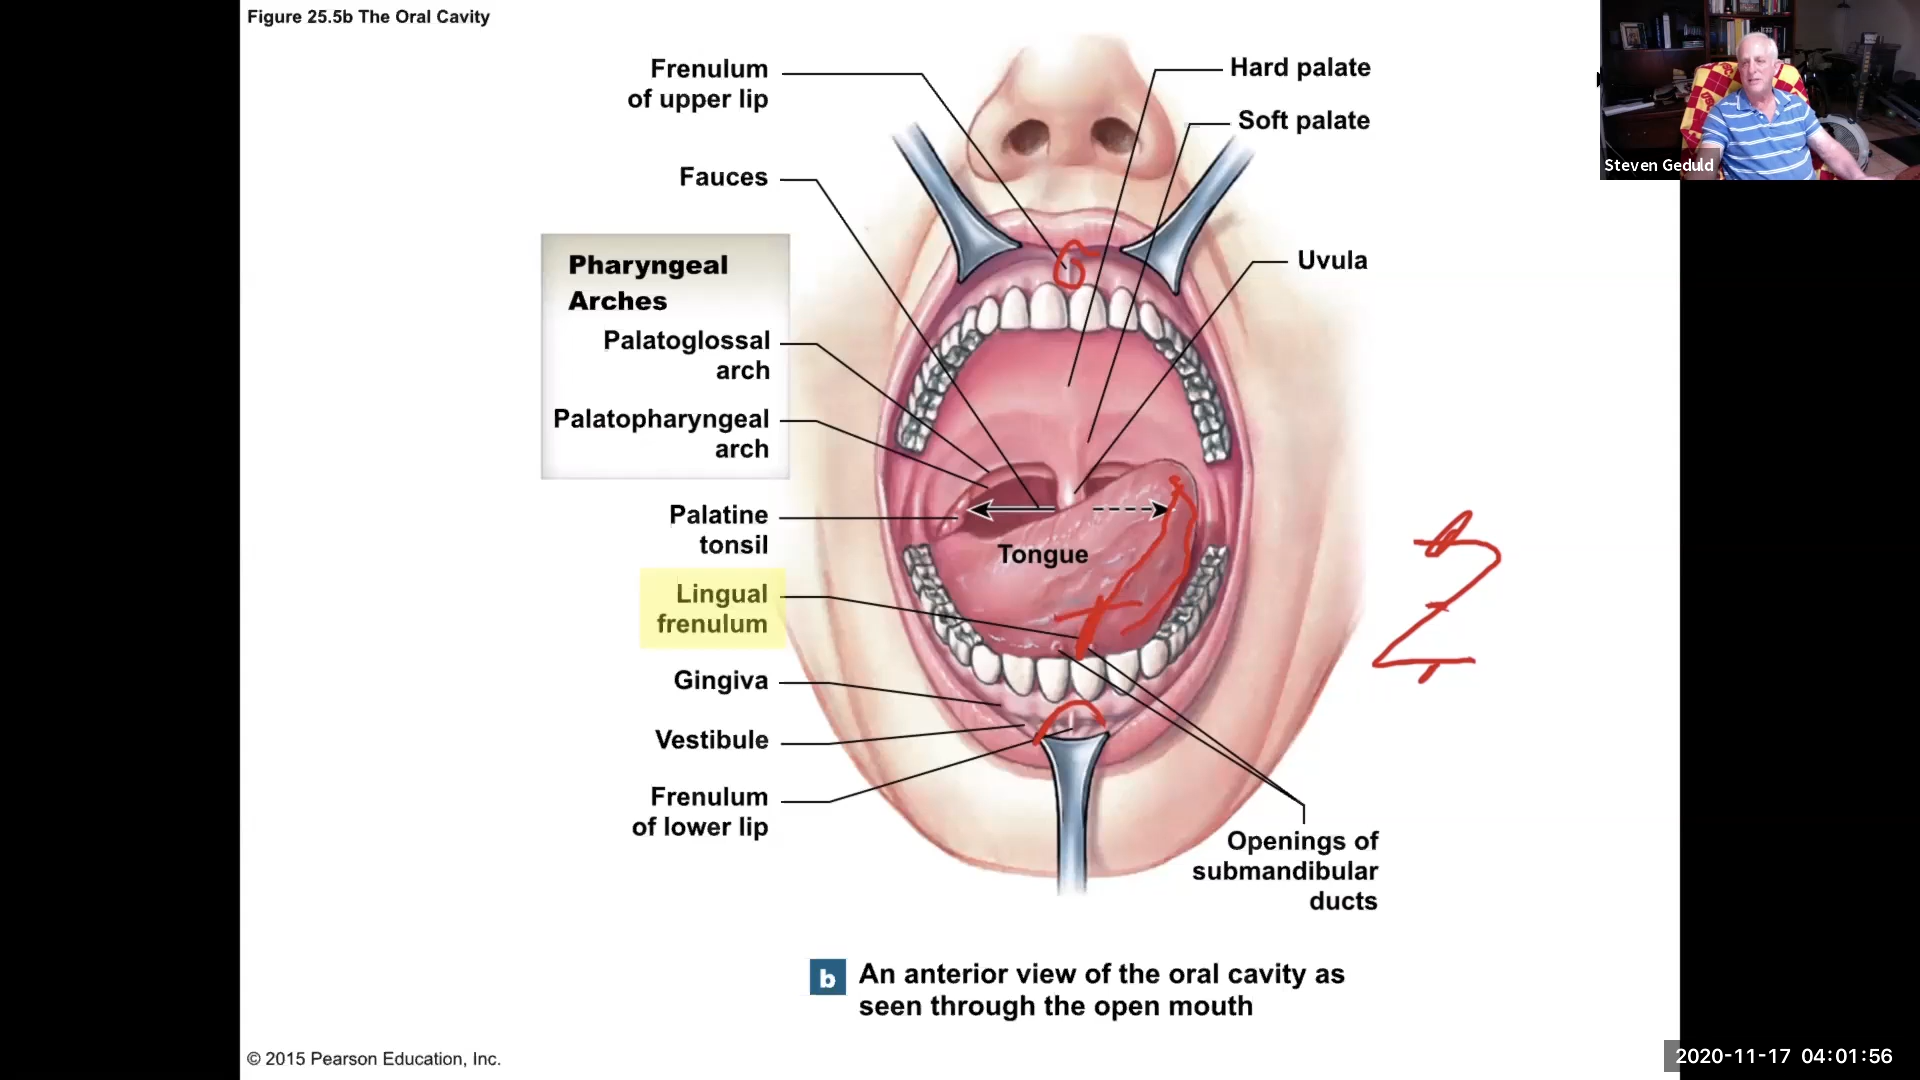 Figure 25.5b The Oral Cavity
Frenulum
of upper lip
Fauces
Pharyngeal
Arches
Palatoglossal
arch
Palatopharyngeal
arch
Palatine
tonsil
Lingual
frenulum
Gingiva
Vestibule
Frenulum
of lower lip
Hard palate
Soft palate
Uvula
Tongue
Openings of
submandibular
ducts
b An anterior view of the oral cavity as
seen through the open mouth
© 2015 Pearson Education, Inc.
Steven Geduld
2020-11-17 04:01:56